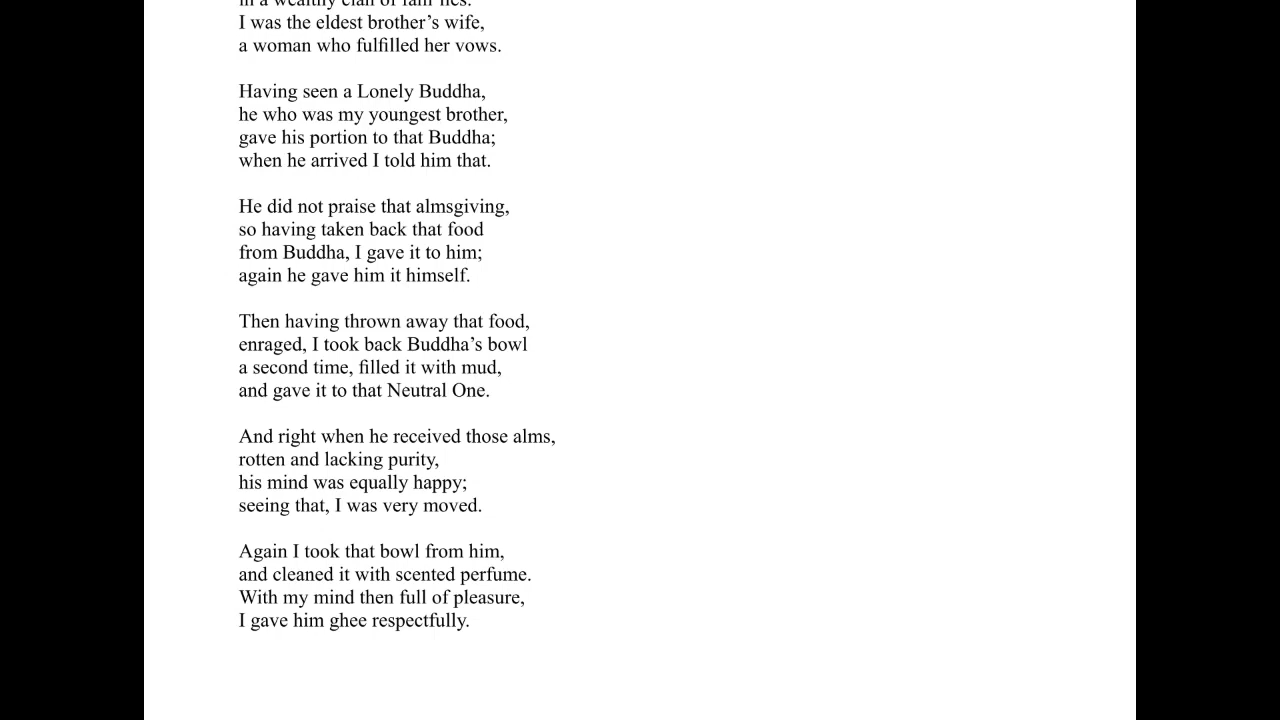 in a wealthy clan of
I was the eldest brother’s wife,
a woman who fulfilled her vows.
Having seen a Lonely Buddha,
he who was my youngest brother,
gave his portion to that Buddha;
when he arrived I told him that.
He did not praise that almsgiving,
so having taken back that food
from Buddha, I gave it to him;
again he gave him it himself.
Then having thrown away that food,
enraged, I took back Buddha’s bowl
a second time, filled it with mud,
and gave it to that Neutral One.
And right when he received those alms,
rotten and lacking purity,
his mind was equally happy;
seeing that, I was very moved.
Again I took that bowl from him,
and cleaned it with scented perfume.
With my mind then full of pleasure,
I gave him ghee respectfully.